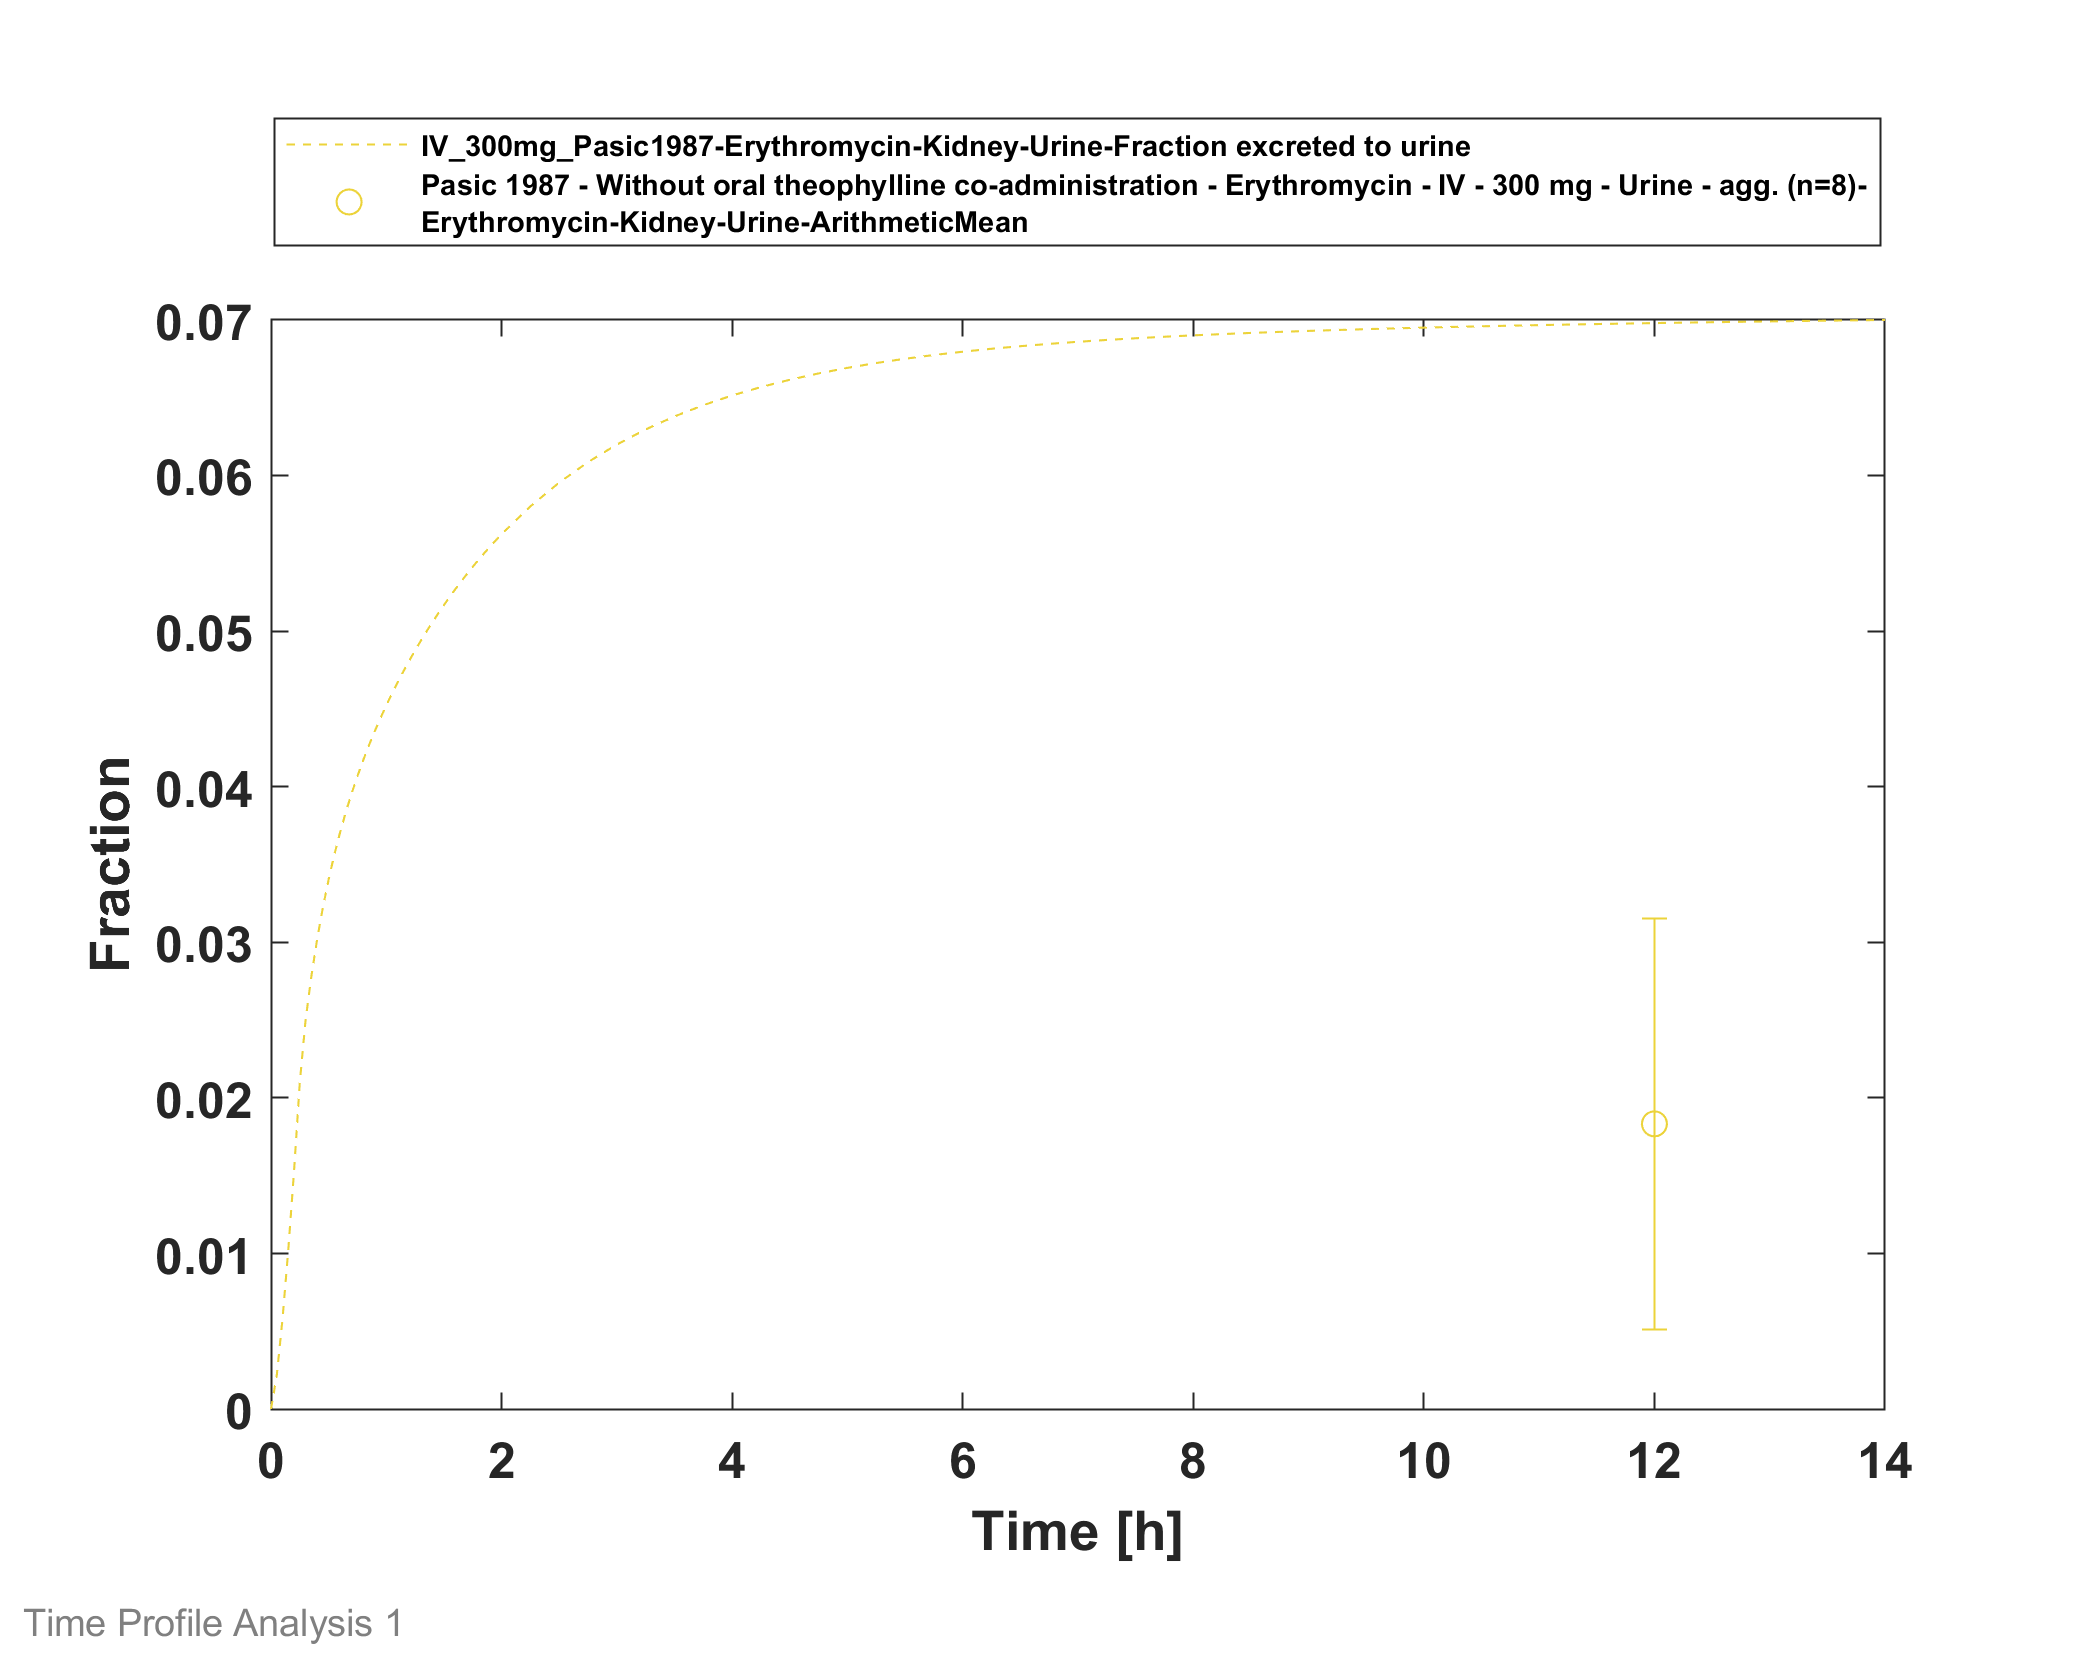 IV_300mg_Pasic1987-Erythromycin-Kidney-Urine-Fraction excreted to urine
Pasic 1987 - Without oral theophylline co-administration - Erythromycin - IV - 300 mg - Urine - agg. (n=8)-
Erythromycin-Kidney-Urine-ArithmeticMean
0.07
0.06
0.05
0.04
0.03
0.02
0.01
0
Fraction
0 2 4 6 8 10 12 14
Time [h]
Time Profile Analysis 1